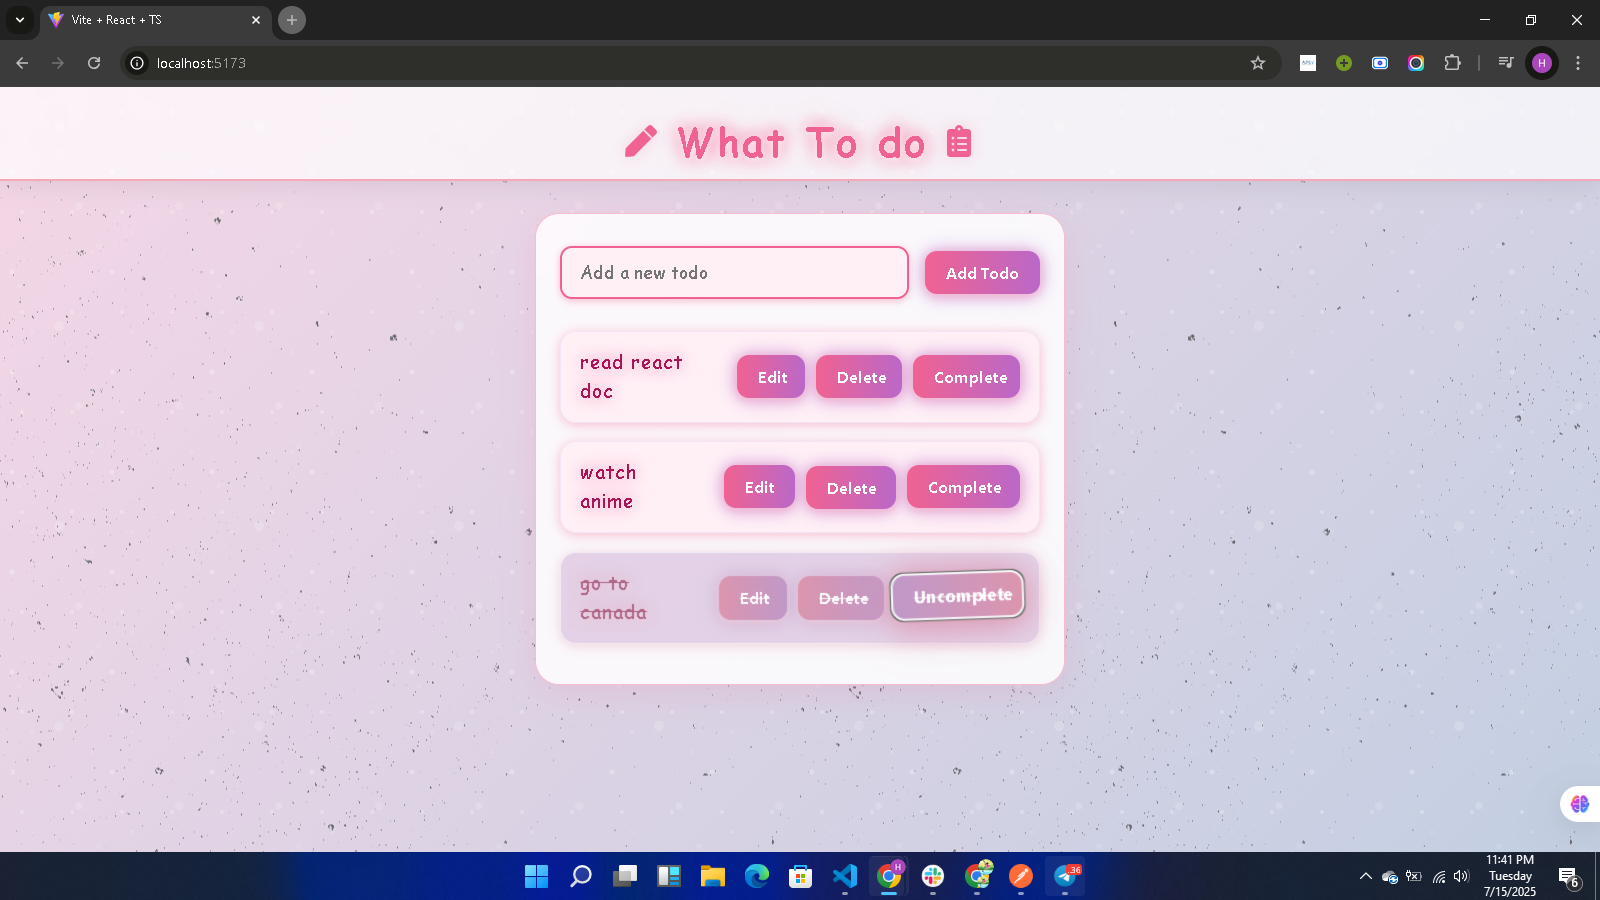 Vite + React + TS
localhost:5173
H
What To do
Add a new todo
Add Todo
read react
doc
Edit
Delete
Complete
watch
anime
Edit
Delete
Complete
go to
canada
Edit
Delete
Uncomplete
H
.36
11:41 PM
Tuesday
7/15/2025
6